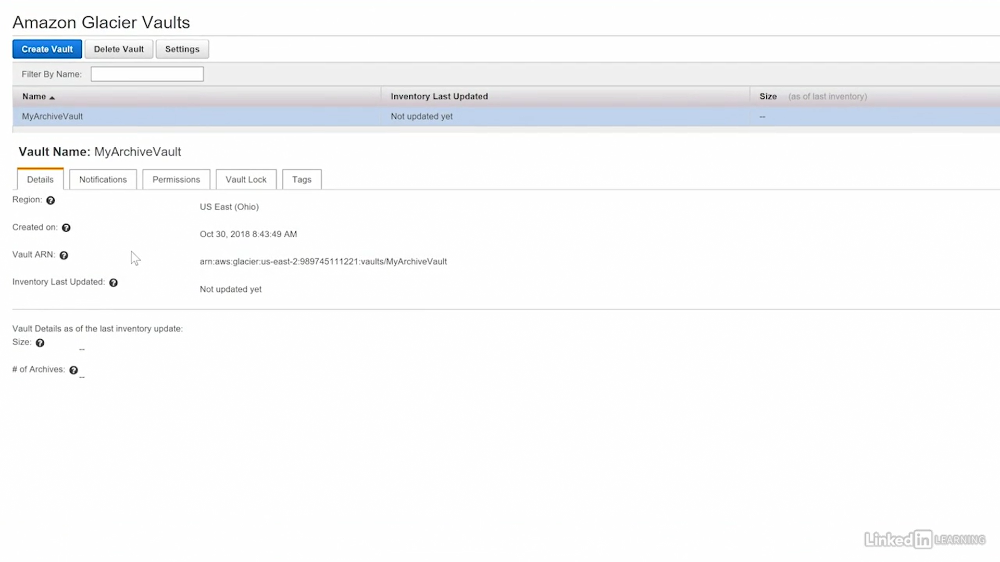 Amazon Glacier Vaults
Create Vault Delete Vault Settings
Filter By Name:
Name Inventory Last Updated Size (as of last inventory)
MyArchiveVault Not updated yet --
Vault Name: MyArchiveVault
Details Notifications Permissions Vault Lock Tags
Region: US East (Ohio)
Created on: Oct 30, 2018 8:43:49 AM
Vault ARN: arn:aws:glacier:us-east-2:989745111221:vaults/MyArchiveVault
Inventory Last Updated: Not updated yet
Vault Details as of the last inventory update:
Size: --
# of Archives: --
Linked in LEARNING